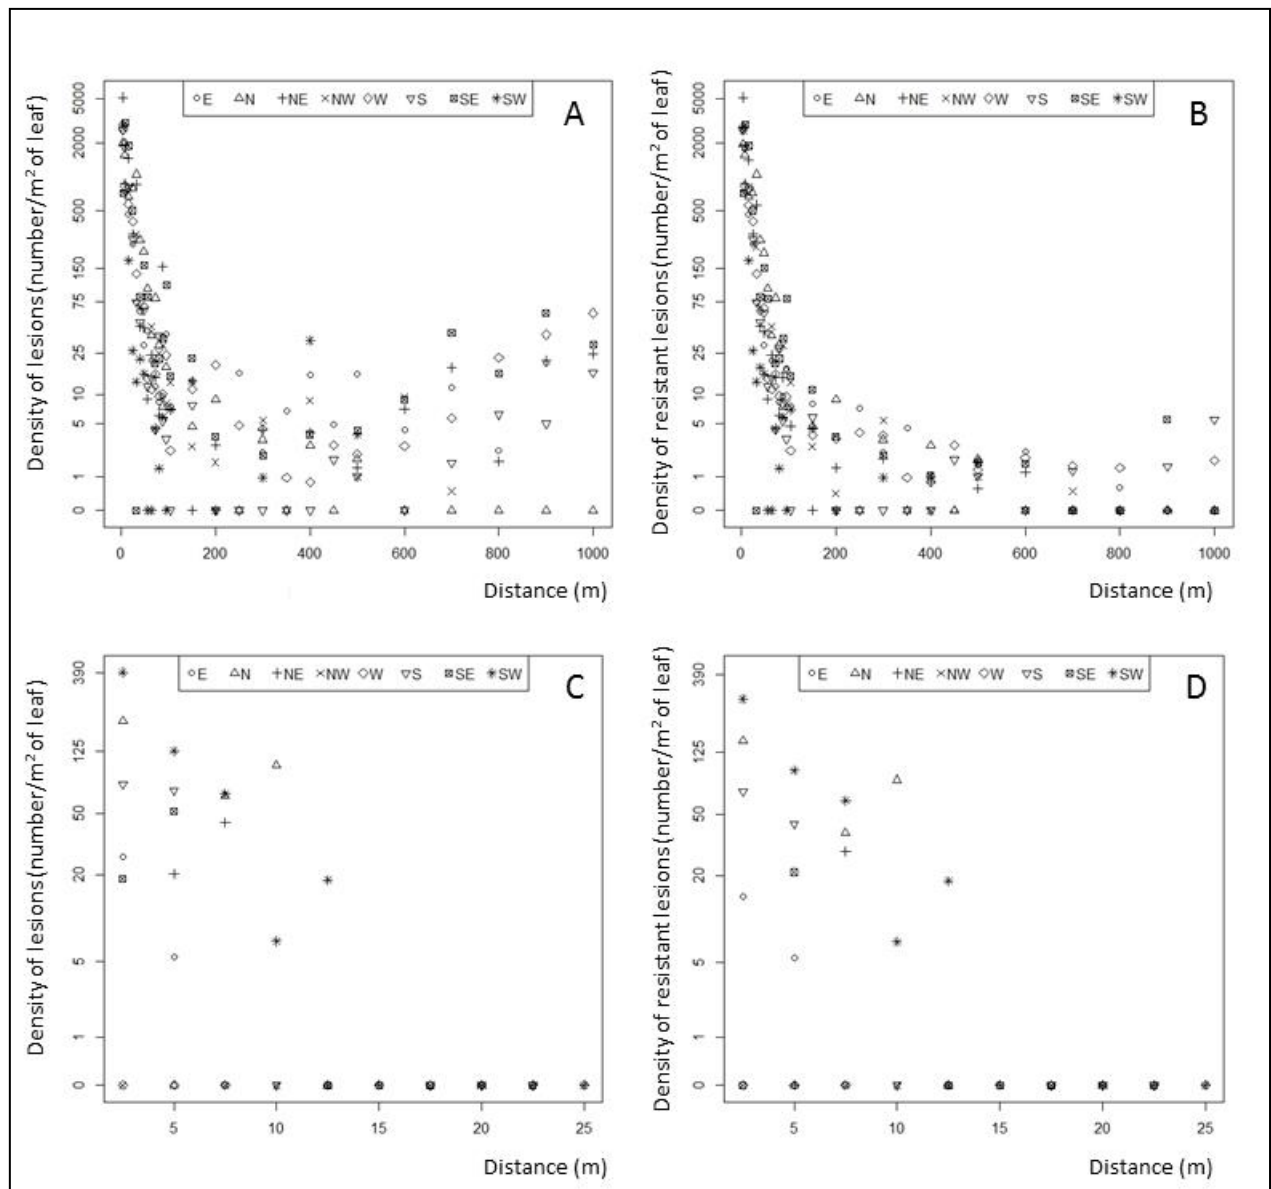 ○E △N +NE ×NW ◇W ▽S ⊠SE ✳SW
A
Density of lesions (number/m² of leaf)
5000
2000
500
150
75
25
10
5
1
0
0 200 400 600 800 1000
Distance (m)
○E △N +NE ×NW ◇W ▽S ⊠SE ✳SW
B
Density of resistant lesions (number/m² of leaf)
5000
2000
500
150
75
25
10
5
1
0
0 200 400 600 800 1000
Distance (m)
○E △N +NE ×NW ◇W ▽S ⊠SE ✳SW
C
Density of lesions (number/m² of leaf)
390
125
50
20
5
1
0
5 10 15 20 25
Distance (m)
○E △N +NE ×NW ◇W ▽S ⊠SE ✳SW
D
Density of resistant lesions (number/m² of leaf)
390
125
50
20
5
1
0
5 10 15 20 25
Distance (m)